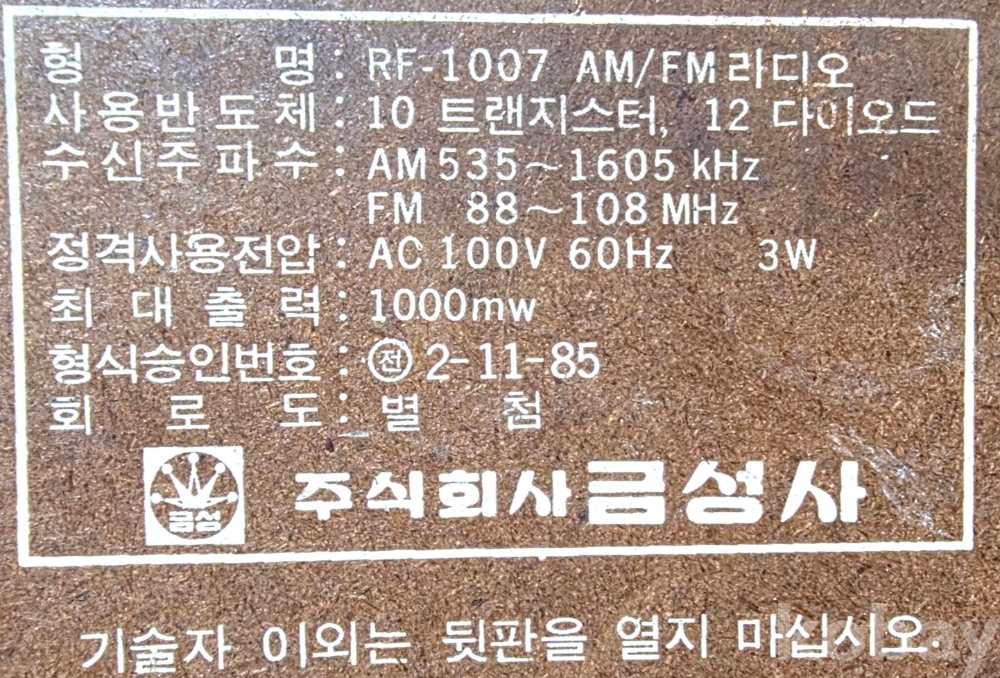 형 명 : RF-1007 AM/FM 라디오
사용반도체 : 10 트랜지스터, 12 다이오드
수신주파수 : AM 535~1605 kHz
FM 88~108 MHz
정격사용전압 : AC 100V 60Hz 3W
최대출력 : 1000mw
형식승인번호 : ㉠전 2-11-85
회로도 : 별첨
금성 주식회사 금성사
기술자 이외는 뒷판을 열지 마십시오.